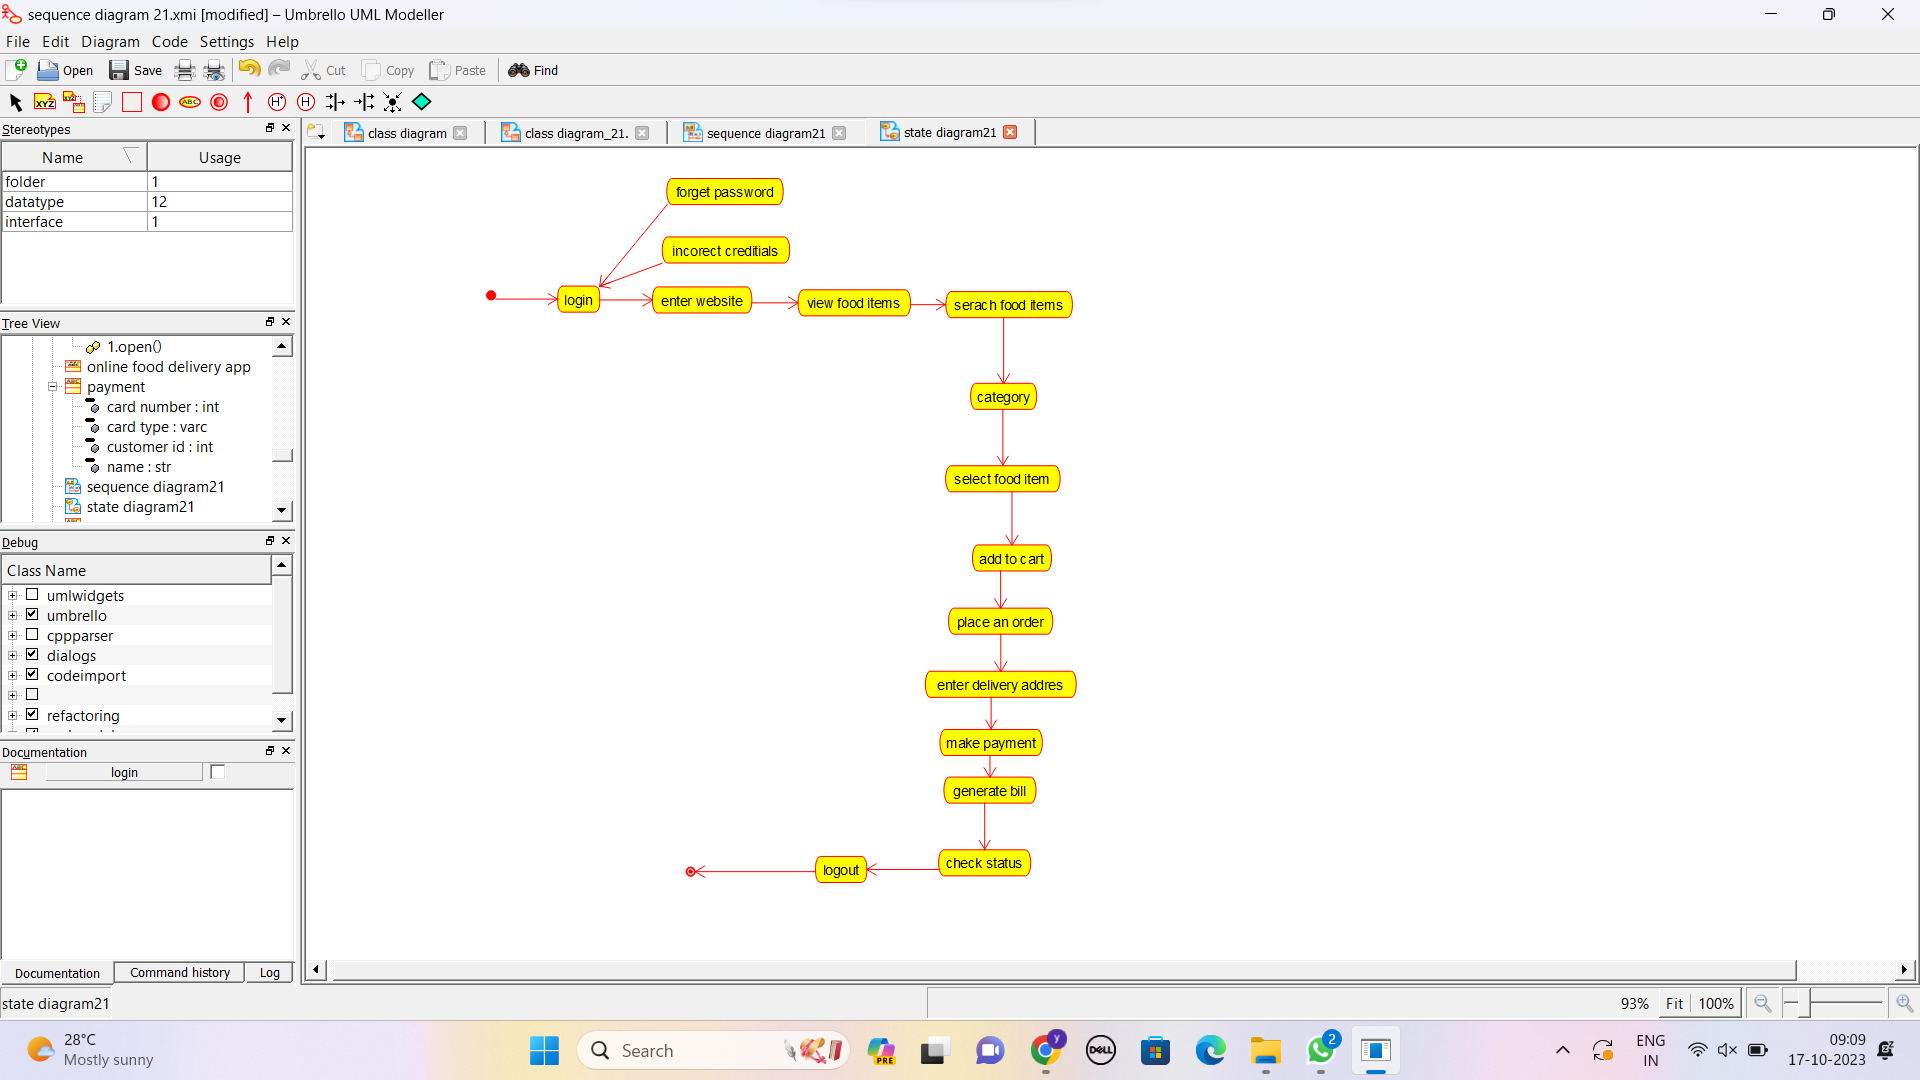 sequence diagram 21.xmi [modified] – Umbrello UML Modeller
File Edit Diagram Code Settings Help
Open Save Cut Copy Paste Find
XYZ XYZ ABC H* H
Stereotypes
class diagram class diagram_21. sequence diagram21 state diagram21
Name Usage
folder 1
datatype 12
interface 1
Tree View
1.open()
online food delivery app
payment
card number : int
card type : varc
customer id : int
name : str
sequence diagram21
state diagram21
Debug
Class Name
umlwidgets
umbrello
cppparser
dialogs
codeimport
refactoring
Documentation
login
Documentation Command history Log
forget password
incorect creditials
login enter website view food items serach food items
category
select food item
add to cart
place an order
enter delivery addres
make payment
generate bill
check status
logout
state diagram21
93% Fit 100%
28°C
Mostly sunny
Search
PRE
y
DELL
2
ENG
IN
09:09
17-10-2023